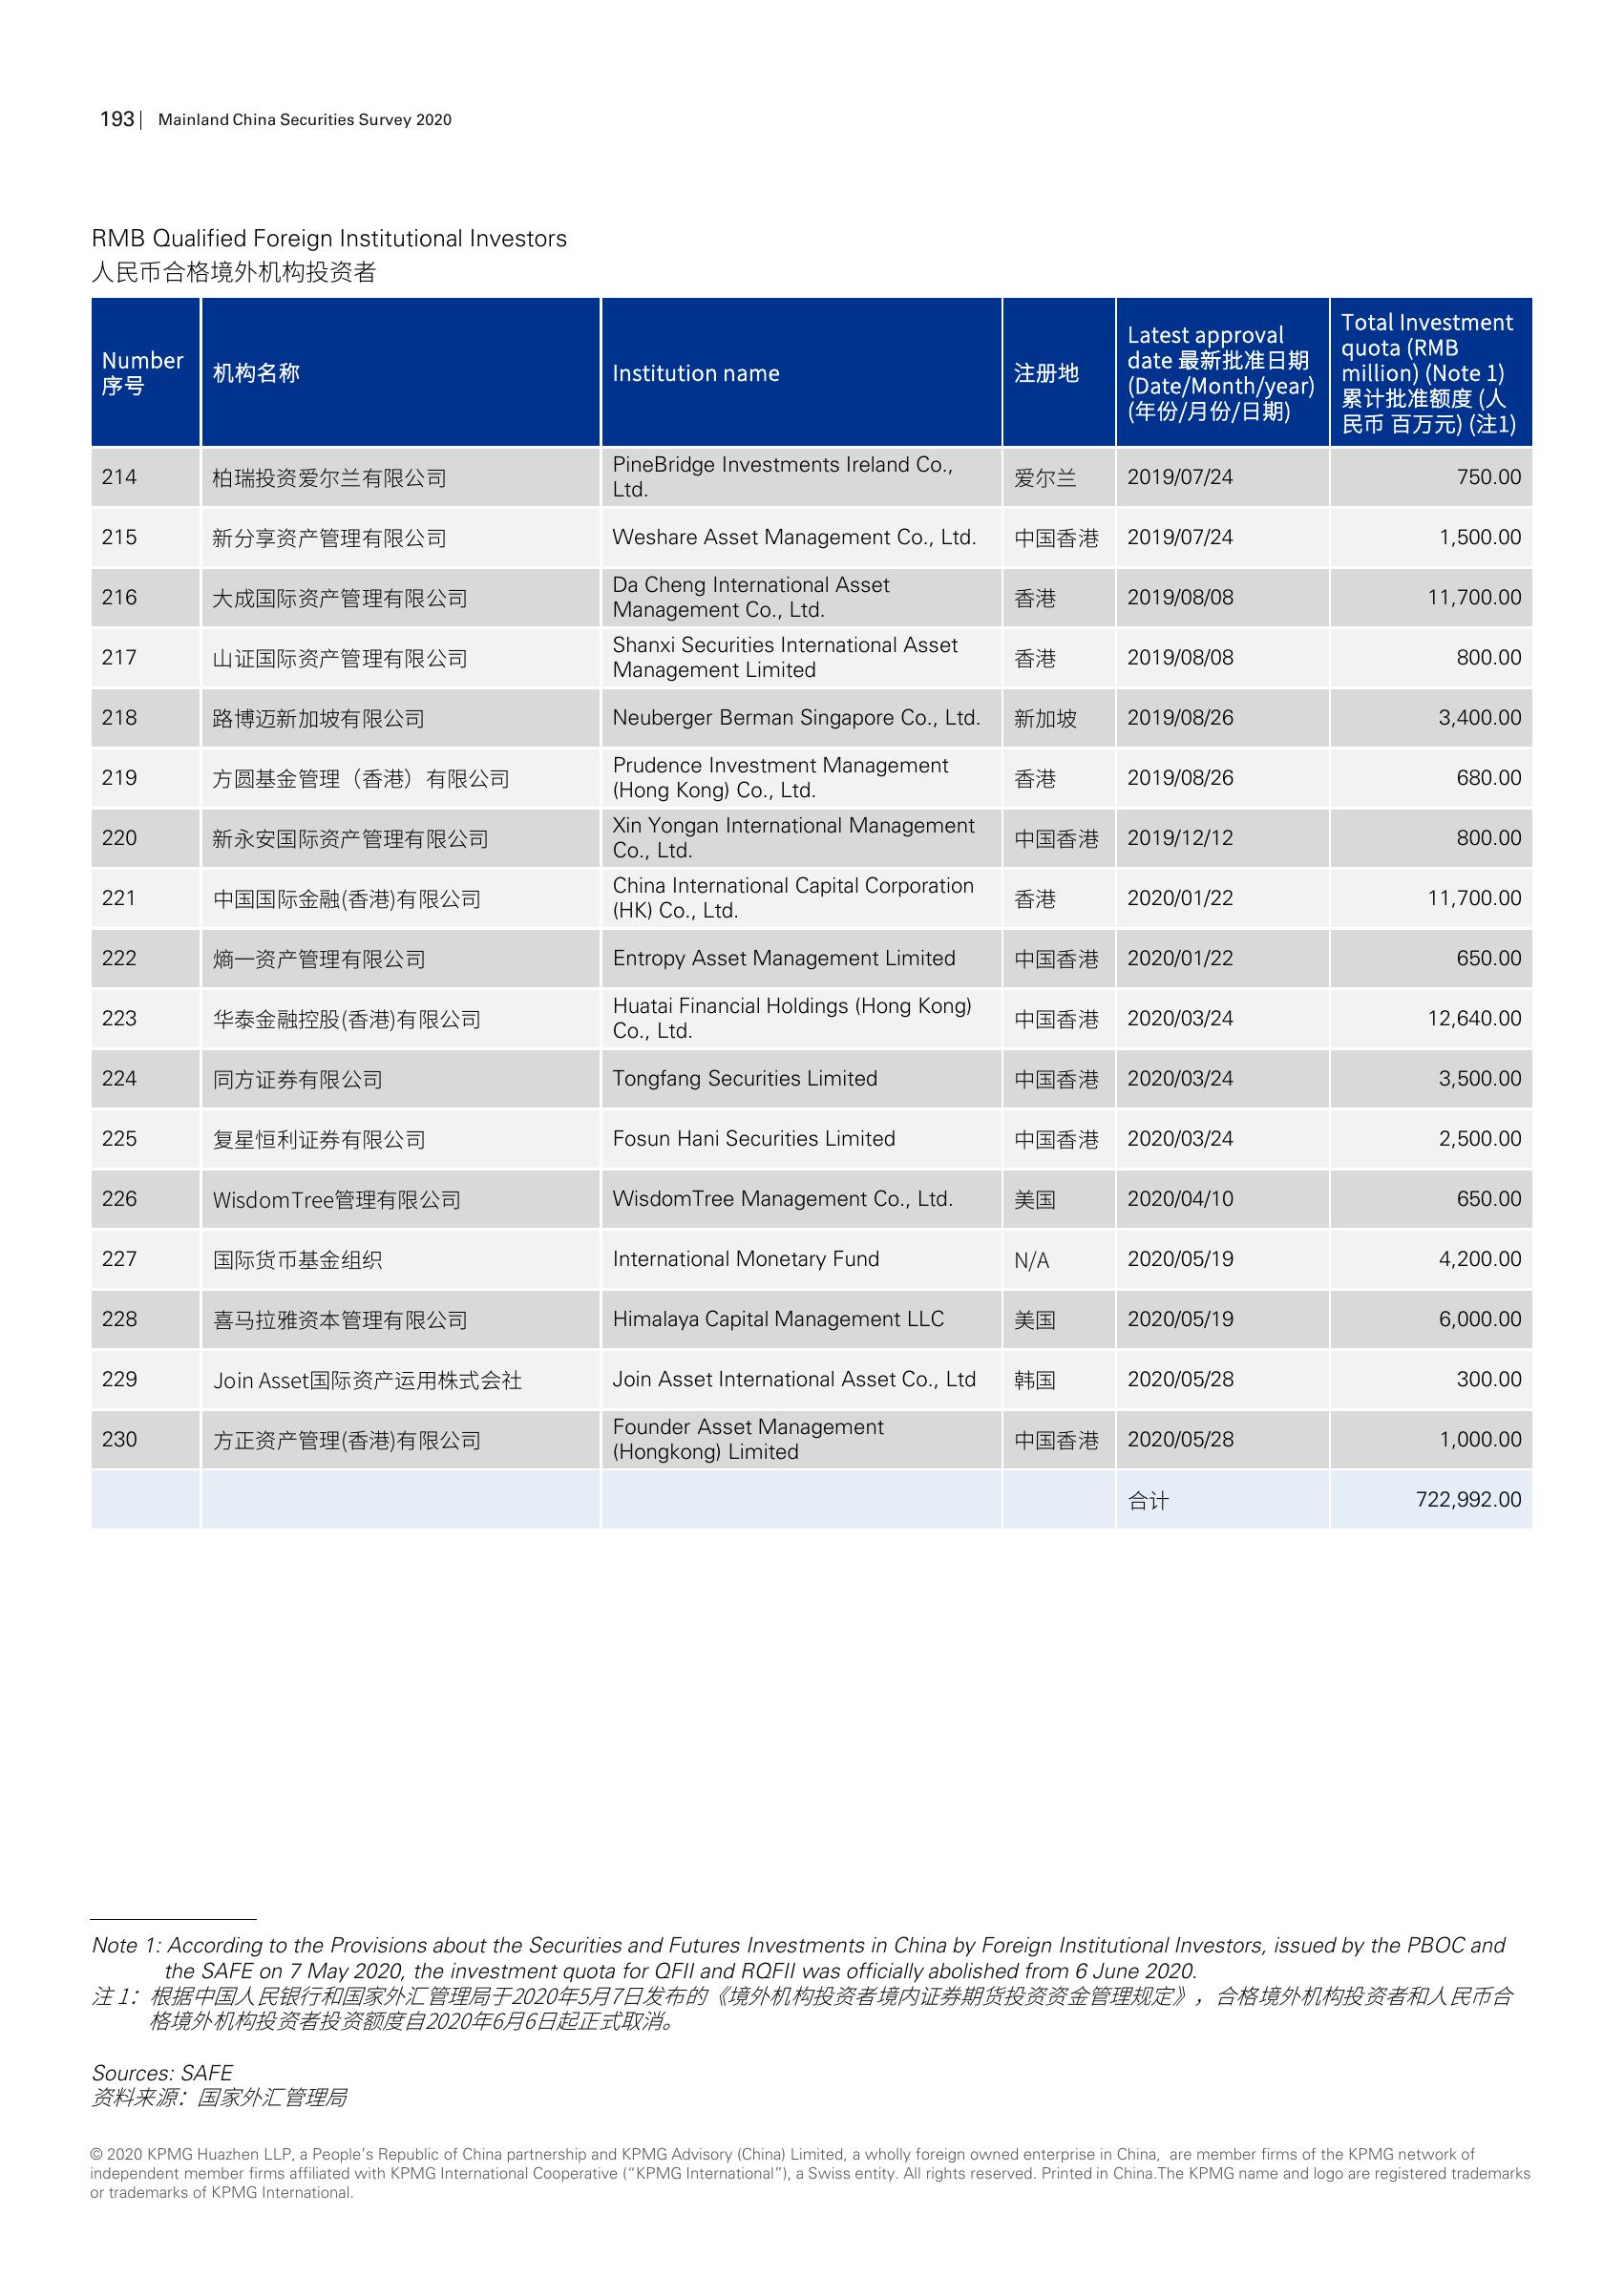 193 | Mainland China Securities Survey 2020
RMB Qualified Foreign Institutional Investors
人民币合格境外机构投资者
Number 序号 机构名称 Institution name 注册地 Latest approval date 最新批准日期 (Date/Month/year) (年份/月份/日期) Total Investment quota (RMB million) (Note 1) 累计批准额度 (人民币 百万元) (注1)
214 柏瑞投资爱尔兰有限公司 PineBridge Investments Ireland Co., Ltd. 爱尔兰 2019/07/24 750.00
215 新分享资产管理有限公司 Weshare Asset Management Co., Ltd. 中国香港 2019/07/24 1,500.00
216 大成国际资产管理有限公司 Da Cheng International Asset Management Co., Ltd. 香港 2019/08/08 11,700.00
217 山证国际资产管理有限公司 Shanxi Securities International Asset Management Limited 香港 2019/08/08 800.00
218 路博迈新加坡有限公司 Neuberger Berman Singapore Co., Ltd. 新加坡 2019/08/26 3,400.00
219 方圆基金管理（香港）有限公司 Prudence Investment Management (Hong Kong) Co., Ltd. 香港 2019/08/26 680.00
220 新永安国际资产管理有限公司 Xin Yongan International Management Co., Ltd. 中国香港 2019/12/12 800.00
221 中国国际金融(香港)有限公司 China International Capital Corporation (HK) Co., Ltd. 香港 2020/01/22 11,700.00
222 熵一资产管理有限公司 Entropy Asset Management Limited 中国香港 2020/01/22 650.00
223 华泰金融控股(香港)有限公司 Huatai Financial Holdings (Hong Kong) Co., Ltd. 中国香港 2020/03/24 12,640.00
224 同方证券有限公司 Tongfang Securities Limited 中国香港 2020/03/24 3,500.00
225 复星恒利证券有限公司 Fosun Hani Securities Limited 中国香港 2020/03/24 2,500.00
226 WisdomTree管理有限公司 WisdomTree Management Co., Ltd. 美国 2020/04/10 650.00
227 国际货币基金组织 International Monetary Fund N/A 2020/05/19 4,200.00
228 喜马拉雅资本管理有限公司 Himalaya Capital Management LLC 美国 2020/05/19 6,000.00
229 Join Asset国际资产运用株式会社 Join Asset International Asset Co., Ltd 韩国 2020/05/28 300.00
230 方正资产管理(香港)有限公司 Founder Asset Management (Hongkong) Limited 中国香港 2020/05/28 1,000.00
合计 722,992.00
Note 1: According to the Provisions about the Securities and Futures Investments in China by Foreign Institutional Investors, issued by the PBOC and
the SAFE on 7 May 2020, the investment quota for QFII and RQFII was officially abolished from 6 June 2020.
注 1：根据中国人民银行和国家外汇管理局于2020年5月7日发布的《境外机构投资者境内证券期货投资资金管理规定》，合格境外机构投资者和人民币合
格境外机构投资者投资额度自2020年6月6日起正式取消。
Sources: SAFE
资料来源：国家外汇管理局
© 2020 KPMG Huazhen LLP, a People’s Republic of China partnership and KPMG Advisory (China) Limited, a wholly foreign owned enterprise in China, are member firms of the KPMG network of
independent member firms affiliated with KPMG International Cooperative (“KPMG International”), a Swiss entity. All rights reserved. Printed in China.The KPMG name and logo are registered trademarks
or trademarks of KPMG International.